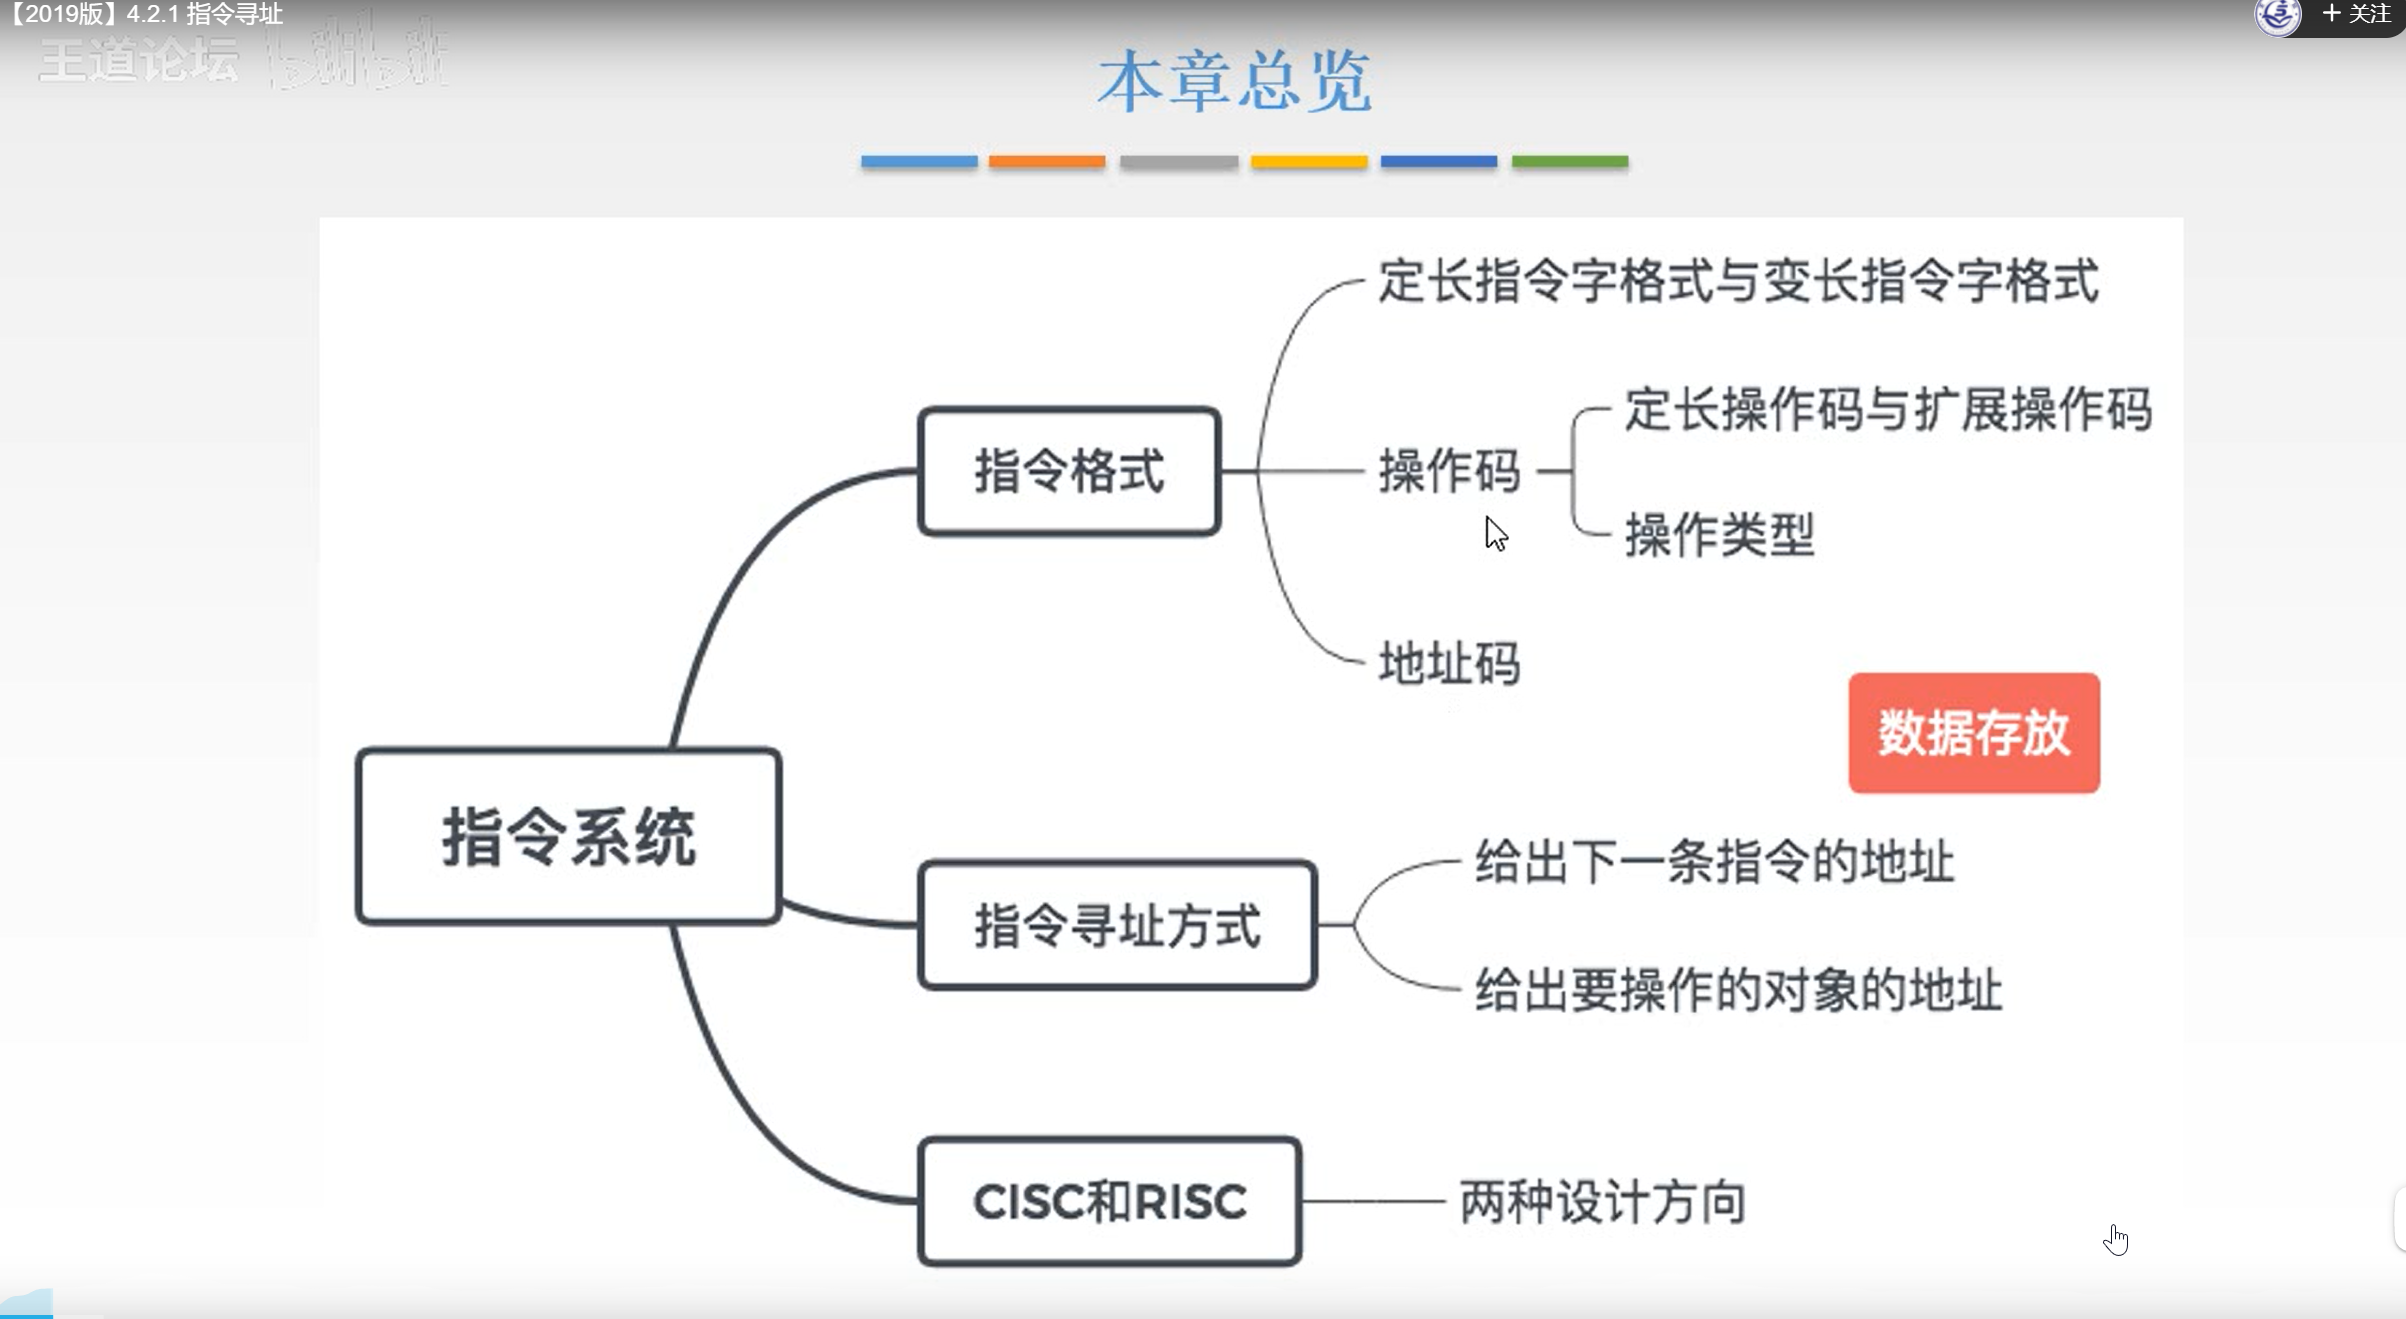 【2019版】4.2.1 指令寻址
+ 关注
王道论坛 bilibili
本章总览
定长指令字格式与变长指令字格式
定长操作码与扩展操作码
指令格式
操作码
操作类型
地址码
数据存放
指令系统
给出下一条指令的地址
指令寻址方式
给出要操作的对象的地址
CISC和RISC
两种设计方向